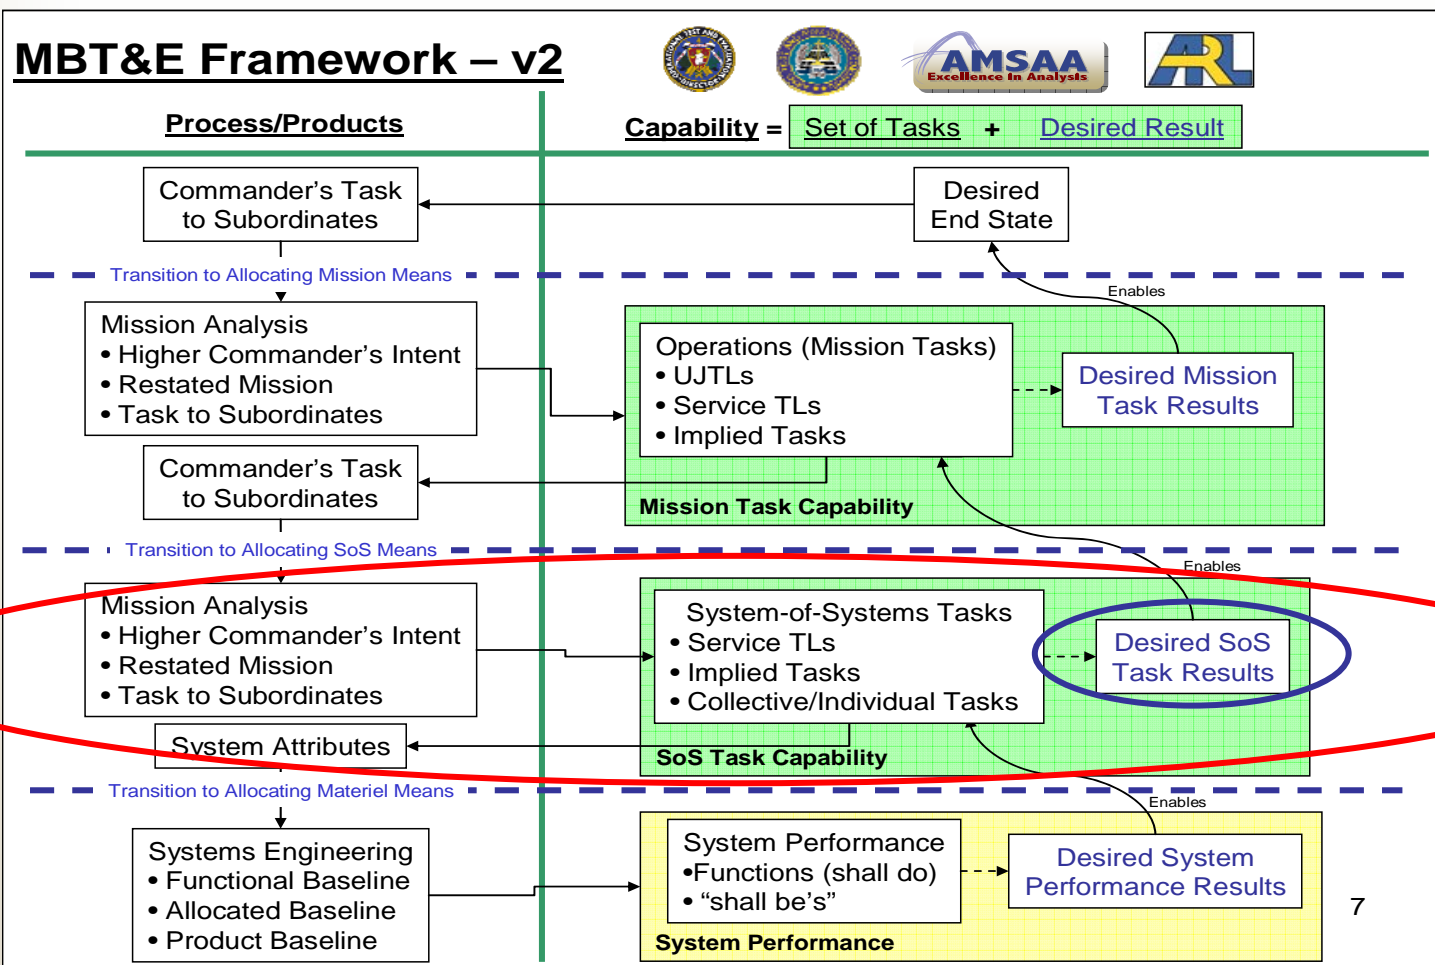 MBT&E Framework – v2
AMSAA
Excellence In Analysis
ARL
Process/Products
Capability = Set of Tasks + Desired Result
Commander's Task
to Subordinates
Desired
End State
Transition to Allocating Mission Means
Enables
Mission Analysis
• Higher Commander's Intent
• Restated Mission
• Task to Subordinates
Operations (Mission Tasks)
• UJTLs
• Service TLs
• Implied Tasks
Desired Mission
Task Results
Mission Task Capability
Commander's Task
to Subordinates
Transition to Allocating SoS Means
Enables
Mission Analysis
• Higher Commander's Intent
• Restated Mission
• Task to Subordinates
System-of-Systems Tasks
• Service TLs
• Implied Tasks
• Collective/Individual Tasks
Desired SoS
Task Results
SoS Task Capability
System Attributes
Transition to Allocating Materiel Means
Enables
Systems Engineering
• Functional Baseline
• Allocated Baseline
• Product Baseline
System Performance
•Functions (shall do)
• “shall be's”
Desired System
Performance Results
System Performance
7